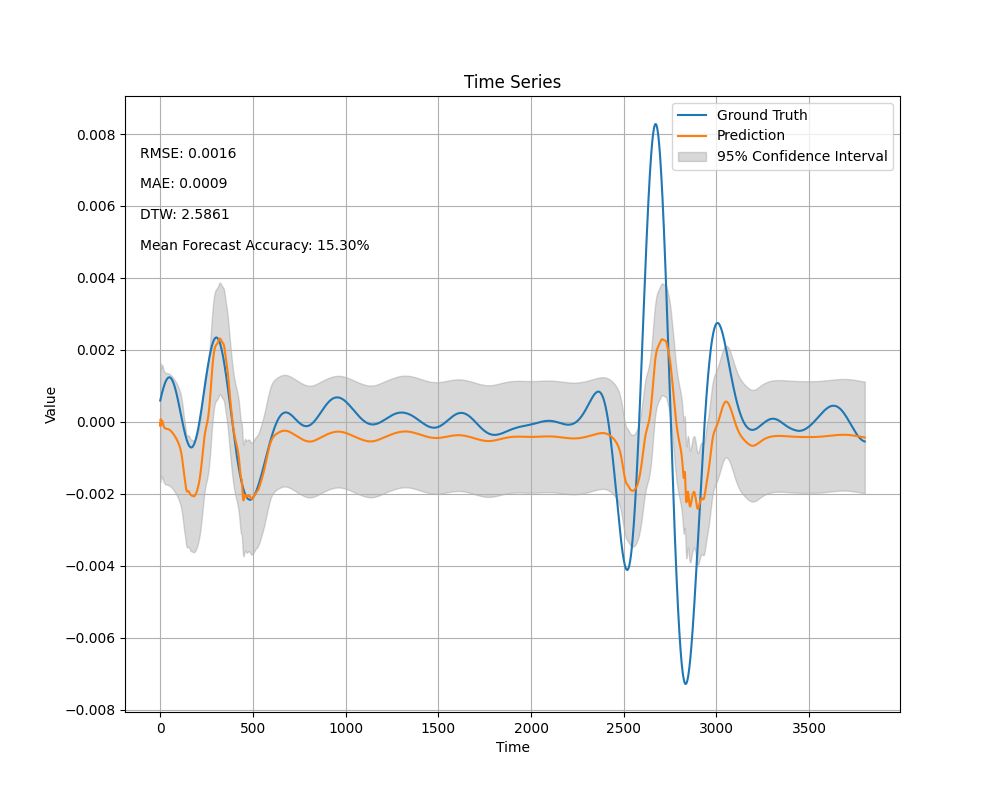 Time Series
Ground Truth
Prediction
95% Confidence Interval
RMSE: 0.0016
MAE: 0.0009
DTW: 2.5861
Mean Forecast Accuracy: 15.30%
0.008
0.006
0.004
0.002
0.000
−0.002
−0.004
−0.006
−0.008
Value
0 500 1000 1500 2000 2500 3000 3500
Time